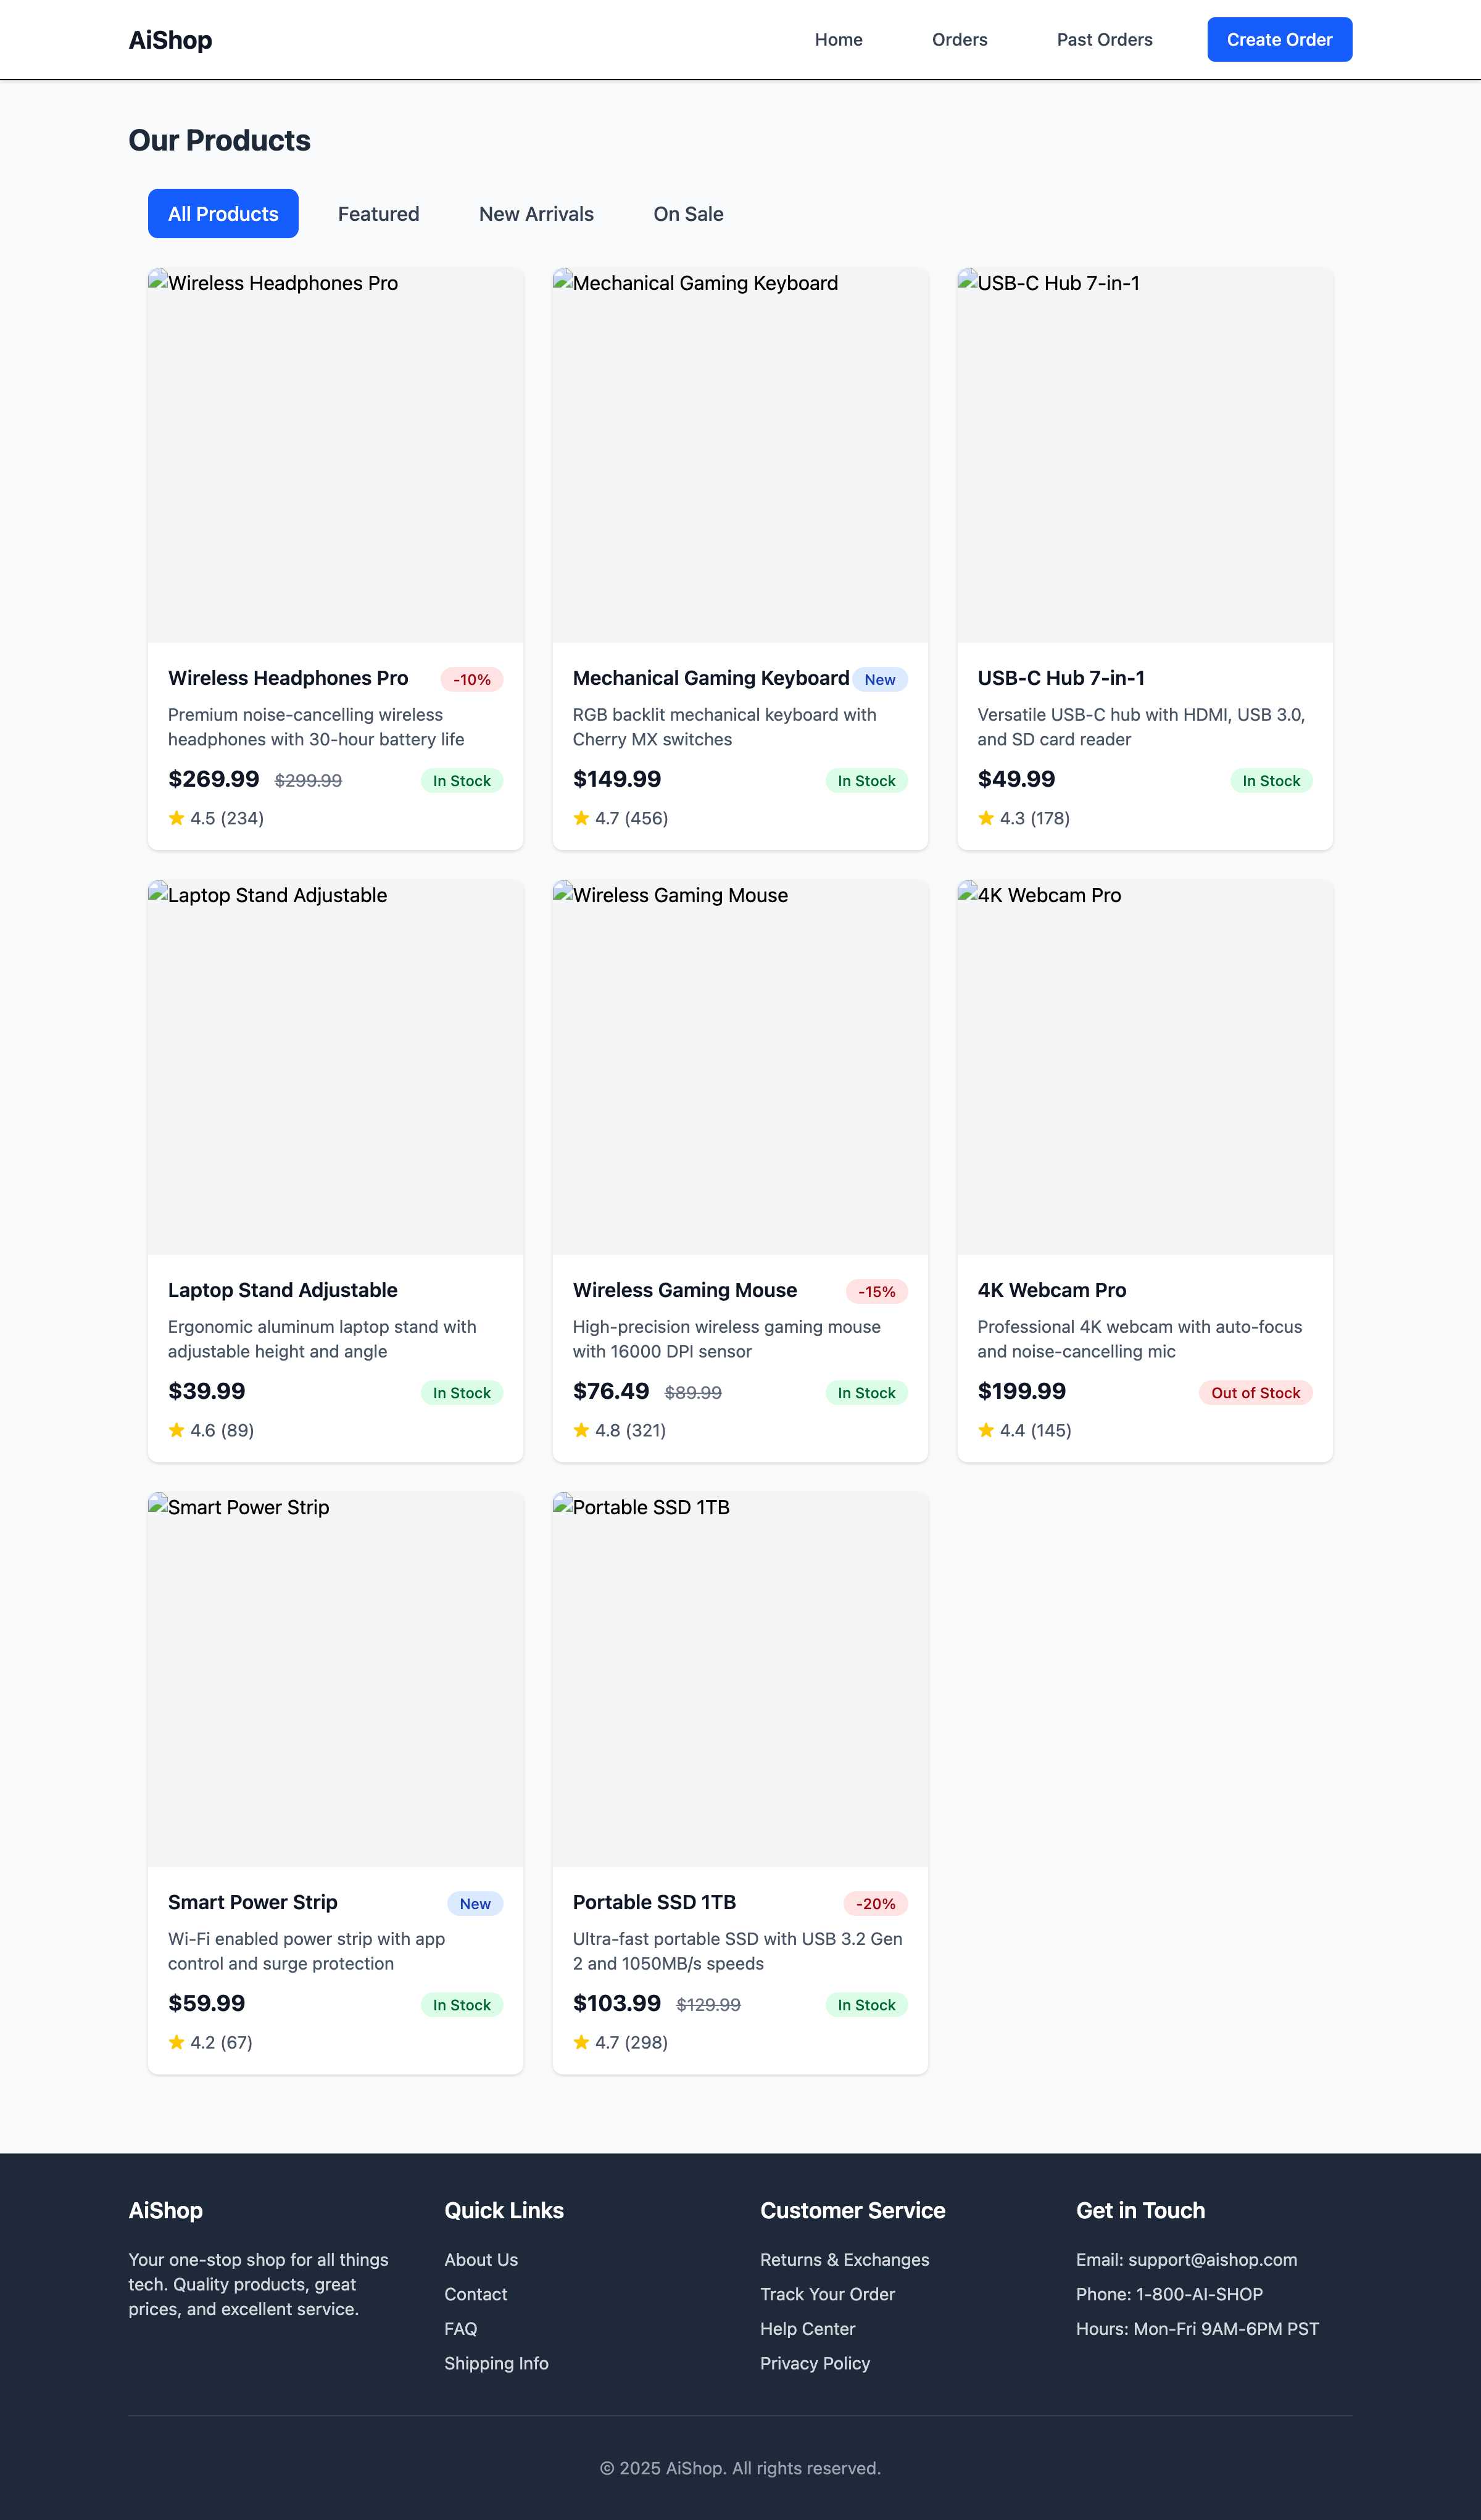 AiShop
Home
Orders
Past Orders
Create Order
Our Products
All Products
Featured
New Arrivals
On Sale
Wireless Headphones Pro
Mechanical Gaming Keyboard
USB-C Hub 7-in-1
Wireless Headphones Pro
-10%
Premium noise-cancelling wireless
headphones with 30-hour battery life
$269.99 $299.99
In Stock
4.5 (234)
Mechanical Gaming Keyboard
New
RGB backlit mechanical keyboard with
Cherry MX switches
$149.99
In Stock
4.7 (456)
USB-C Hub 7-in-1
Versatile USB-C hub with HDMI, USB 3.0,
and SD card reader
$49.99
In Stock
4.3 (178)
Laptop Stand Adjustable
Wireless Gaming Mouse
4K Webcam Pro
Laptop Stand Adjustable
Ergonomic aluminum laptop stand with
adjustable height and angle
$39.99
In Stock
4.6 (89)
Wireless Gaming Mouse
-15%
High-precision wireless gaming mouse
with 16000 DPI sensor
$76.49 $89.99
In Stock
4.8 (321)
4K Webcam Pro
Professional 4K webcam with auto-focus
and noise-cancelling mic
$199.99
Out of Stock
4.4 (145)
Smart Power Strip
Portable SSD 1TB
Smart Power Strip
New
Wi-Fi enabled power strip with app
control and surge protection
$59.99
In Stock
4.2 (67)
Portable SSD 1TB
-20%
Ultra-fast portable SSD with USB 3.2 Gen
2 and 1050MB/s speeds
$103.99 $129.99
In Stock
4.7 (298)
AiShop
Your one-stop shop for all things
tech. Quality products, great
prices, and excellent service.
Quick Links
About Us
Contact
FAQ
Shipping Info
Customer Service
Returns & Exchanges
Track Your Order
Help Center
Privacy Policy
Get in Touch
Email: support@aishop.com
Phone: 1-800-AI-SHOP
Hours: Mon-Fri 9AM-6PM PST
© 2025 AiShop. All rights reserved.